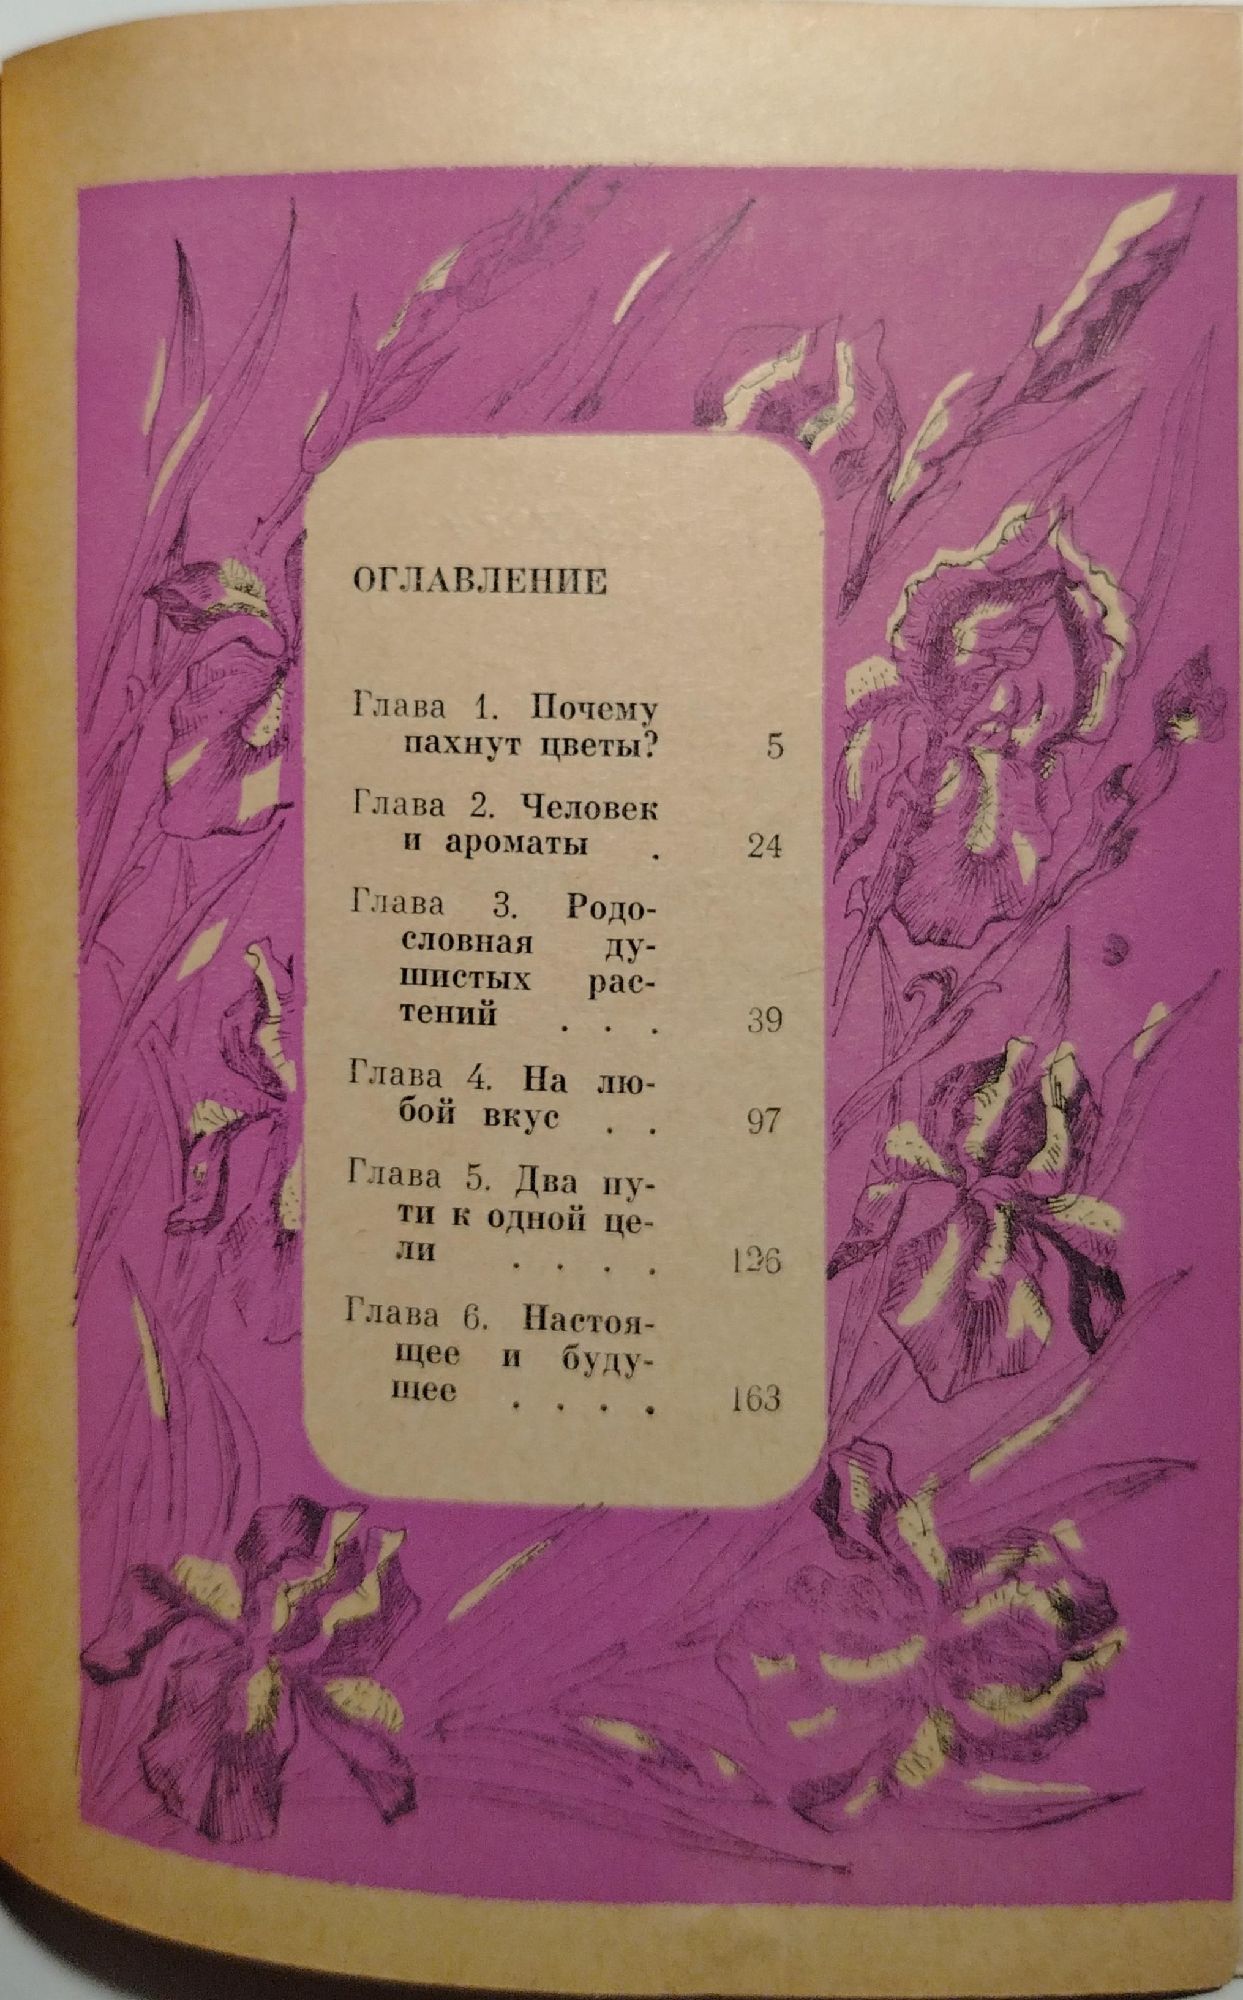 ОГЛАВЛЕНИЕ
Глава 1. Почему
пахнут цветы? 5
Глава 2. Человек
и ароматы . 24
Глава 3. Родо-
словная ду-
шистых рас-
тений . . . 39
Глава 4. На лю-
бой вкус . . 97
Глава 5. Два пу-
ти к одной це-
ли . . . . 126
Глава 6. Настоя-
щее и буду-
щее . . . . 163